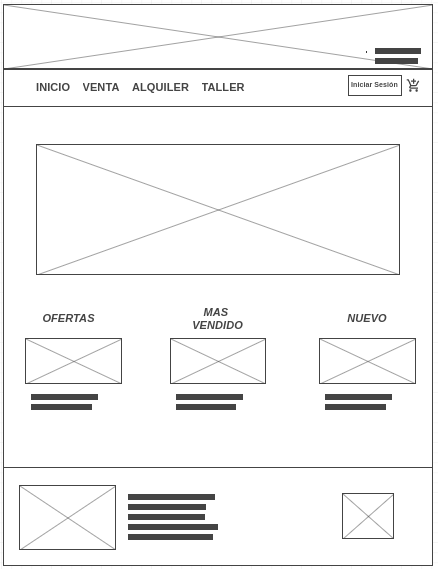 INICIO VENTA ALQUILER TALLER
Iniciar Sesión
OFERTAS
MAS
VENDIDO
NUEVO